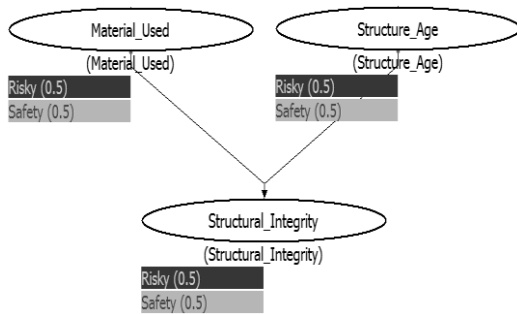 Material_Used
(Material_Used)
Risky (0.5)
Safety (0.5)
Structure_Age
(Structure_Age)
Risky (0.5)
Safety (0.5)
Structural_Integrity
(Structural_Integrity)
Risky (0.5)
Safety (0.5)